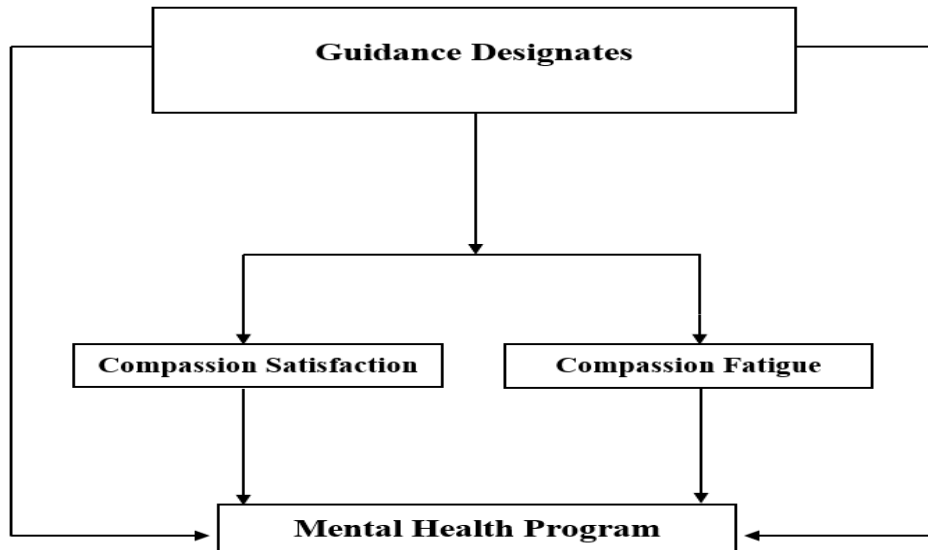 Guidance Designates
Compassion Satisfaction
Compassion Fatigue
Mental Health Program